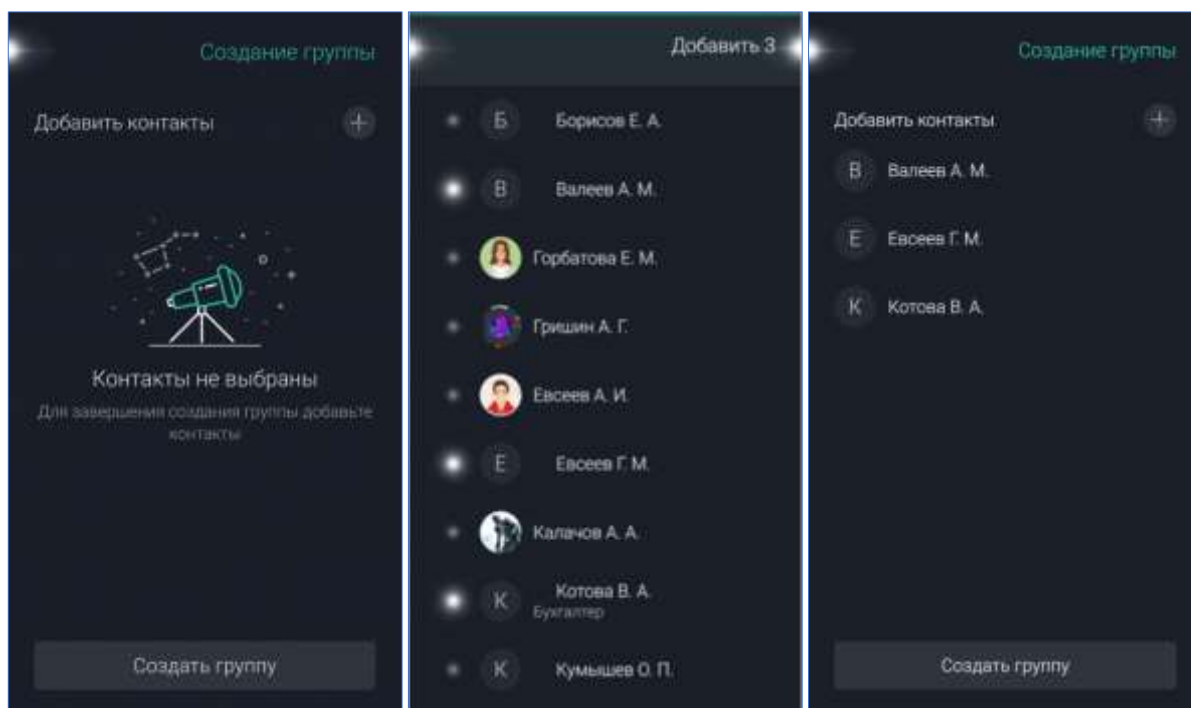 Создание группы
Добавить контакты
Контакты не выбраны
Для завершения создания группы добавьте
контакты
Создать группу
Добавить 3
Б Борисов Е. А.
В Валеев А. М.
Горбатова Е. М.
Гришин А. Г.
Евсеев А. И.
Е Евсеев Г. М.
Калачов А. А.
К Котова В. А.
Бухгалтер
К Кумышев О. П.
Создание группы
Добавить контакты
В Валеев А. М.
Е Евсеев Г. М.
К Котова В. А.
Создать группу